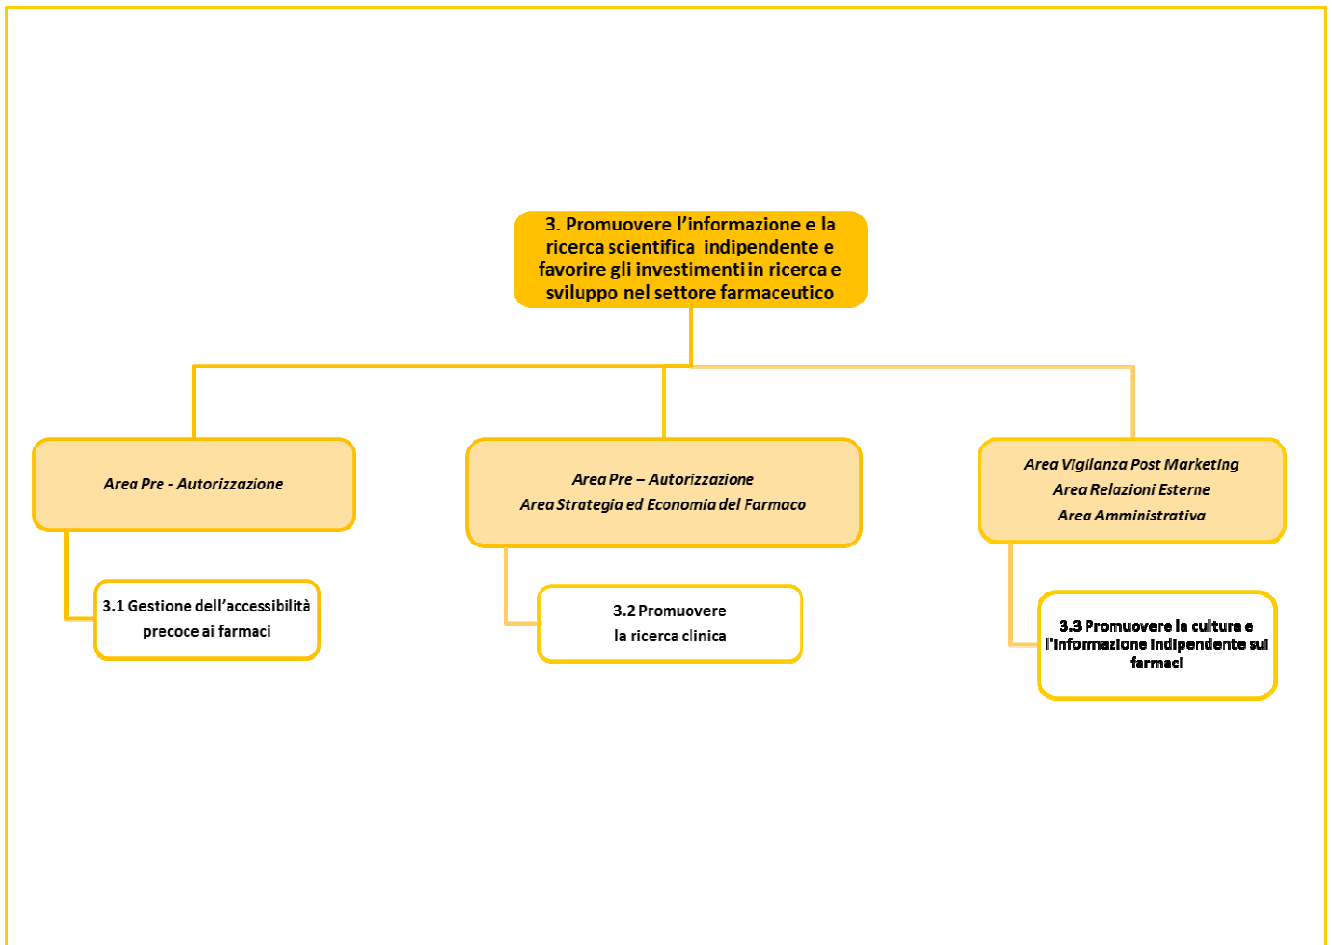 3. Promuovere l'informazione e la
ricerca scientifica indipendente e
favorire gli investimenti in ricerca e
sviluppo nel settore farmaceutico
Area Pre - Autorizzazione
Area Pre – Autorizzazione
Area Strategia ed Economia del Farmaco
Area Vigilanza Post Marketing
Area Relazioni Esterne
Area Amministrativa
3.1 Gestione dell'accessibilità
precoce ai farmaci
3.2 Promuovere
la ricerca clinica
3.3 Promuovere la cultura e
l'informazione indipendente sui
farmaci